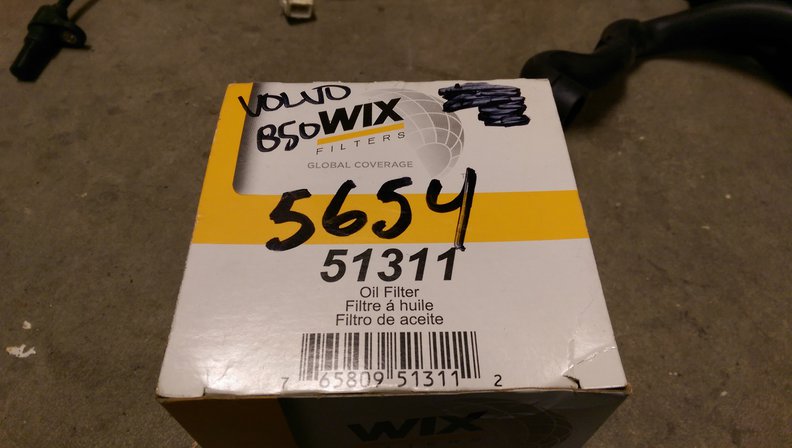 VOLVO
850
WIX
FILTERS
GLOBAL COVERAGE
5654
51311
Oil Filter
Filtre á huile
Filtro de aceite
7 65809 51311 2
WIX